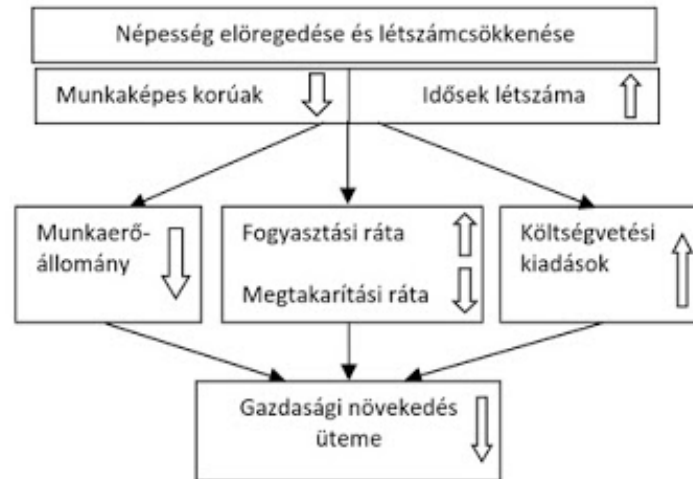 Népesség elöregedése és létszámcsökkenése
Munkaképes korúak
Idősek létszáma
Munkaerő-
állomány
Fogyasztási ráta
Megtakarítási ráta
Költségvetési
kiadások
Gazdasági növekedés
üteme